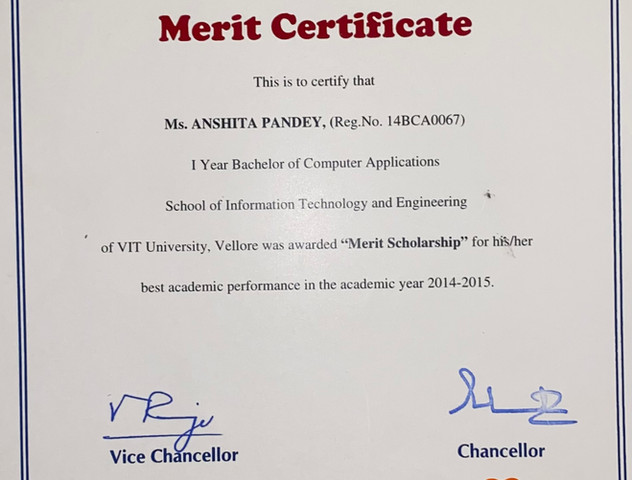 Merit Certificate
This is to certify that
Ms. ANSHITA PANDEY, (Reg.No. 14BCA0067)
I Year Bachelor of Computer Applications
School of Information Technology and Engineering
of VIT University, Vellore was awarded “Merit Scholarship” for his/her
best academic performance in the academic year 2014-2015.
Vice Chancellor
Chancellor